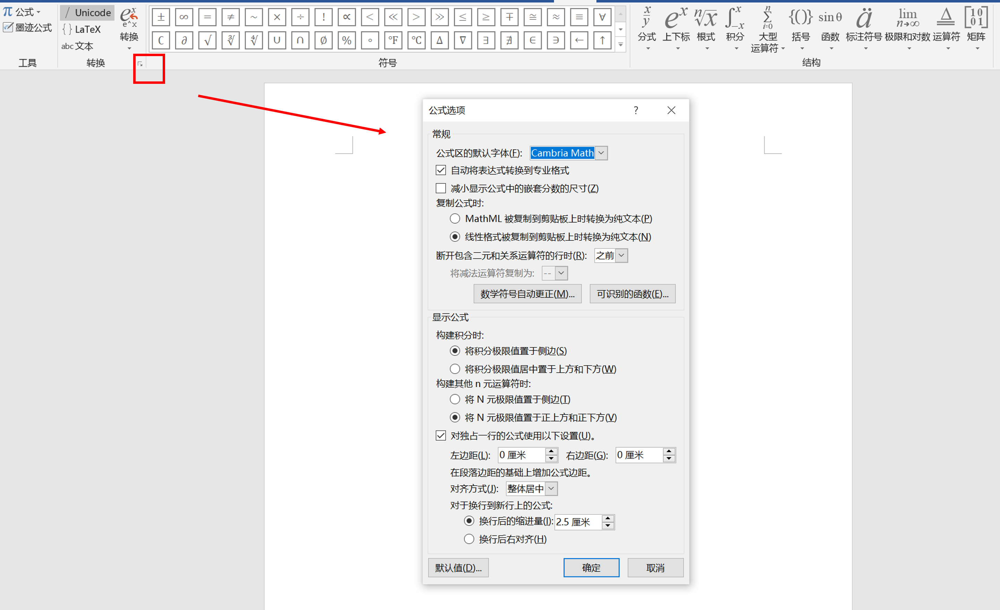 π 公式
墨迹公式
工具
/ Unicode
{ } LaTeX
abc 文本
eˣ
e^x
转换
转换
± ∞ = ≠ ~ × ÷ ! ∝ < ≪ > ≫ ≤ ≥ ∓ ≅ ≈ ≡ ∀
∁ ∂ √ ∛ ∜ ∪ ∩ ∅ % ∘ °F °C ∆ ∇ ∃ ∄ ∈ ∋ ← ↑
符号
x/y
分式
eˣ
上下标
ⁿ√x
根式
∫ x -x
积分
n Σ i=0
大型
运算符
{()}
括号
sin θ
函数
ä
标注符号
lim n→∞
极限和对数
Δ
运算符
[1 0
0 1]
矩阵
结构
公式选项 ?
常规
公式区的默认字体(F): Cambria Math
自动将表达式转换到专业格式
减小显示公式中的嵌套分数的尺寸(Z)
复制公式时:
MathML 被复制到剪贴板上时转换为纯文本(P)
线性格式被复制到剪贴板上时转换为纯文本(N)
断开包含二元和关系运算符的行时(R): 之前
将减法运算符复制为: --
数学符号自动更正(M)... 可识别的函数(E)...
显示公式
构建积分时:
将积分极限值置于侧边(S)
将积分极限值居中置于上方和下方(W)
构建其他 n 元运算符时:
将 N 元极限值置于侧边(T)
将 N 元极限值置于正上方和正下方(V)
对独占一行的公式使用以下设置(U)。
左边距(L): 0 厘米 右边距(G): 0 厘米
在段落边距的基础上增加公式边距。
对齐方式(J): 整体居中
对于换行到新行上的公式:
换行后的缩进量(I): 2.5 厘米
换行后右对齐(H)
默认值(D)... 确定 取消